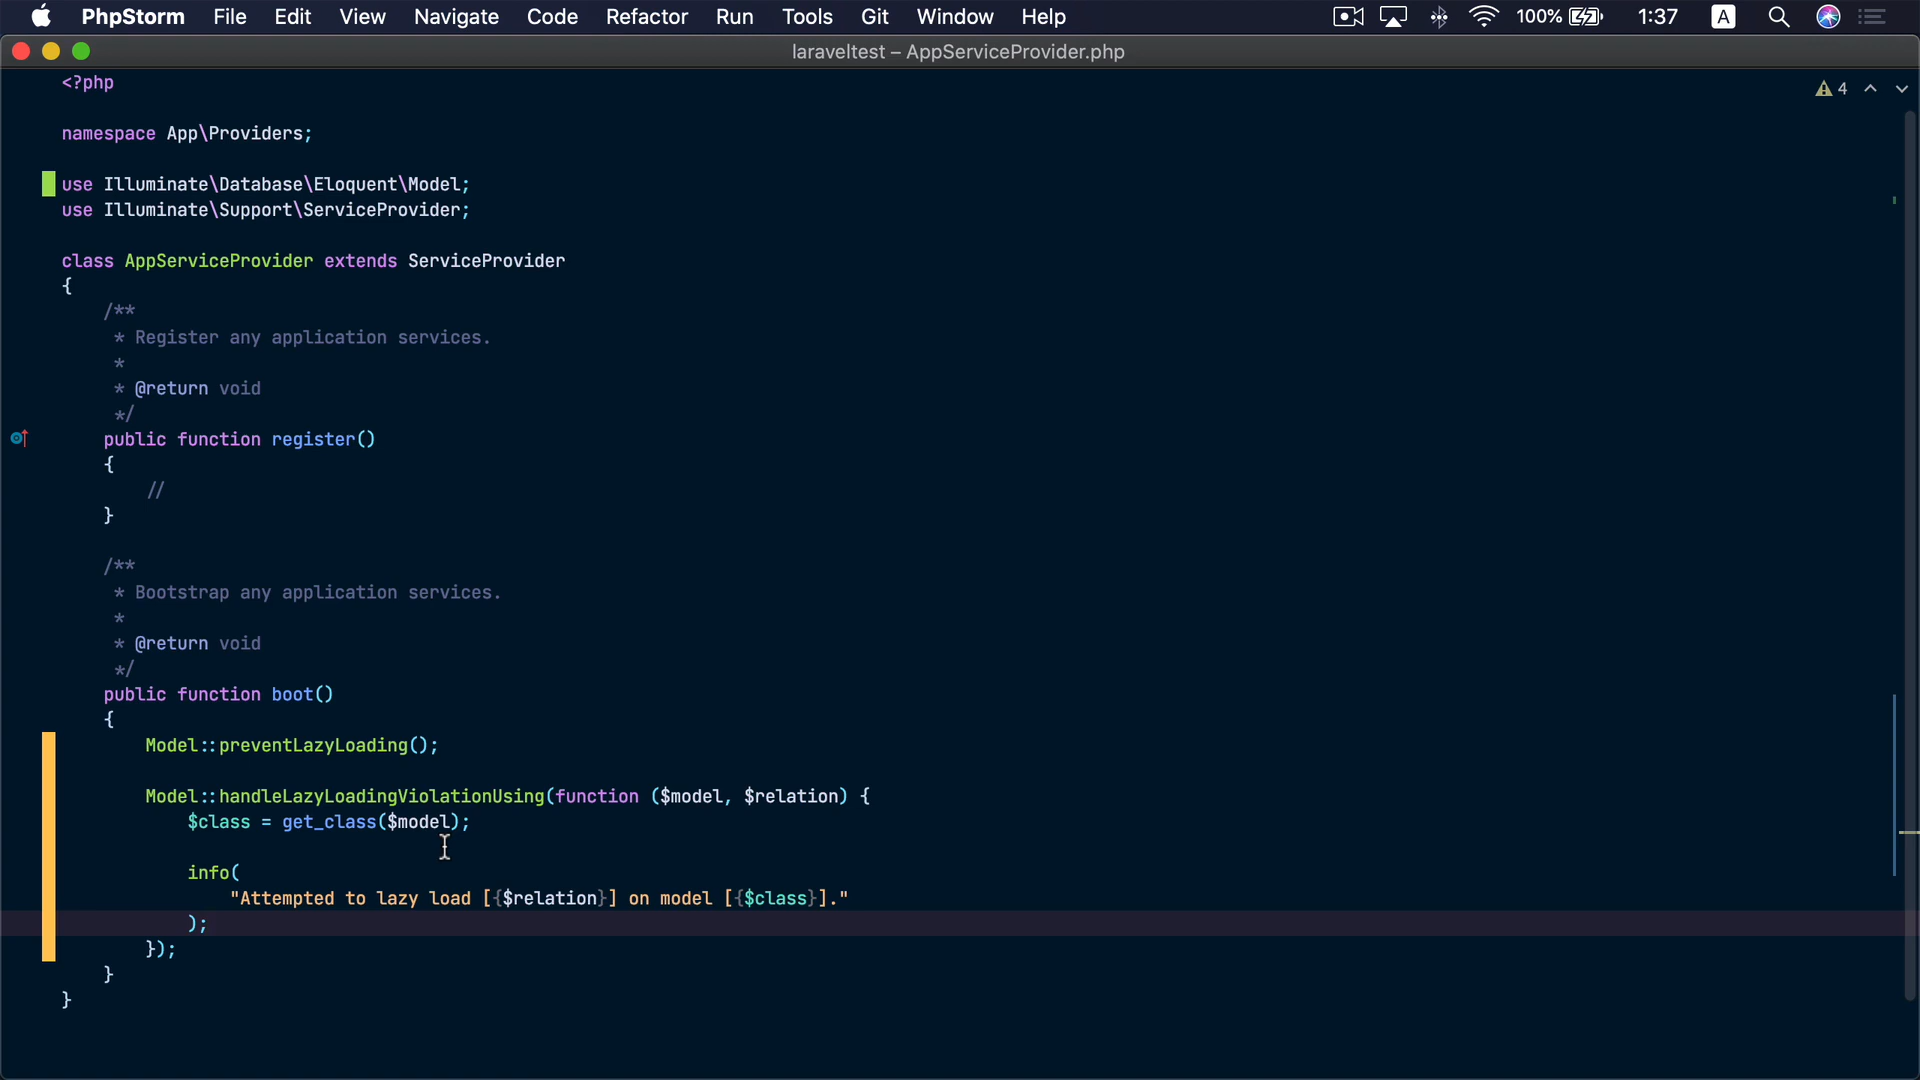 PhpStorm File Edit View Navigate Code Refactor Run Tools Git Window Help 100% 1:37 A
laraveltest – AppServiceProvider.php
<?php
4
namespace App\Providers;
use Illuminate\Database\Eloquent\Model;
use Illuminate\Support\ServiceProvider;
class AppServiceProvider extends ServiceProvider
{
/**
* Register any application services.
*
* @return void
*/
public function register()
{
//
}
/**
* Bootstrap any application services.
*
* @return void
*/
public function boot()
{
Model::preventLazyLoading();
Model::handleLazyLoadingViolationUsing(function ($model, $relation) {
$class = get_class($model);
info(
"Attempted to lazy load [{$relation}] on model [{$class}]."
);
});
}
}